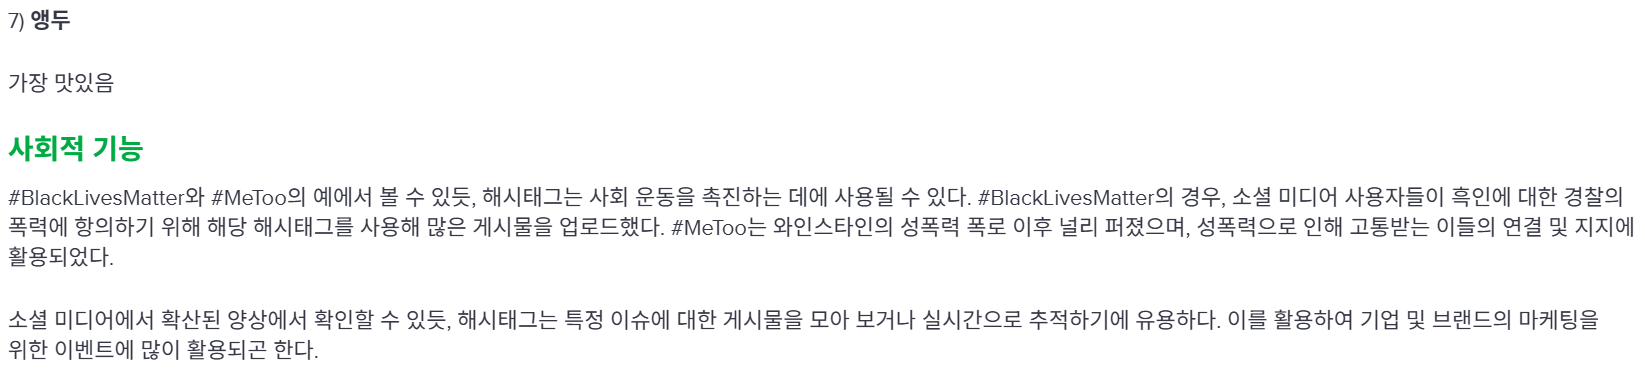 7) 앵두
가장 맛있음
사회적 기능
#BlackLivesMatter와 #MeToo의 예에서 볼 수 있듯, 해시태그는 사회 운동을 촉진하는 데에 사용될 수 있다. #BlackLivesMatter의 경우, 소셜 미디어 사용자들이 흑인에 대한 경찰의
폭력에 항의하기 위해 해당 해시태그를 사용해 많은 게시물을 업로드했다. #MeToo는 와인스타인의 성폭력 폭로 이후 널리 퍼졌으며, 성폭력으로 인해 고통받는 이들의 연결 및 지지에
활용되었다.
소셜 미디어에서 확산된 양상에서 확인할 수 있듯, 해시태그는 특정 이슈에 대한 게시물을 모아 보거나 실시간으로 추적하기에 유용하다. 이를 활용하여 기업 및 브랜드의 마케팅을
위한 이벤트에 많이 활용되곤 한다.